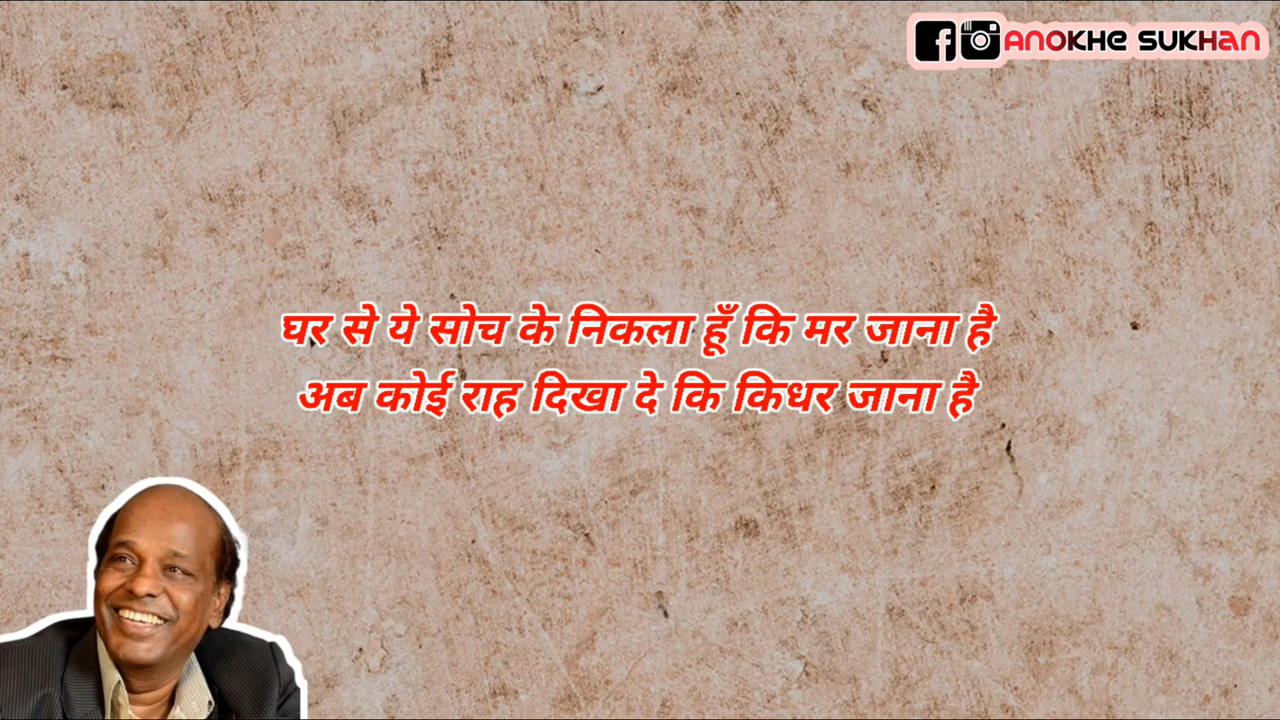 ANOKHE SUKHAN
घर से ये सोच के निकला हूँ कि मर जाना है
अब कोई राह दिखा दे कि किधर जाना है